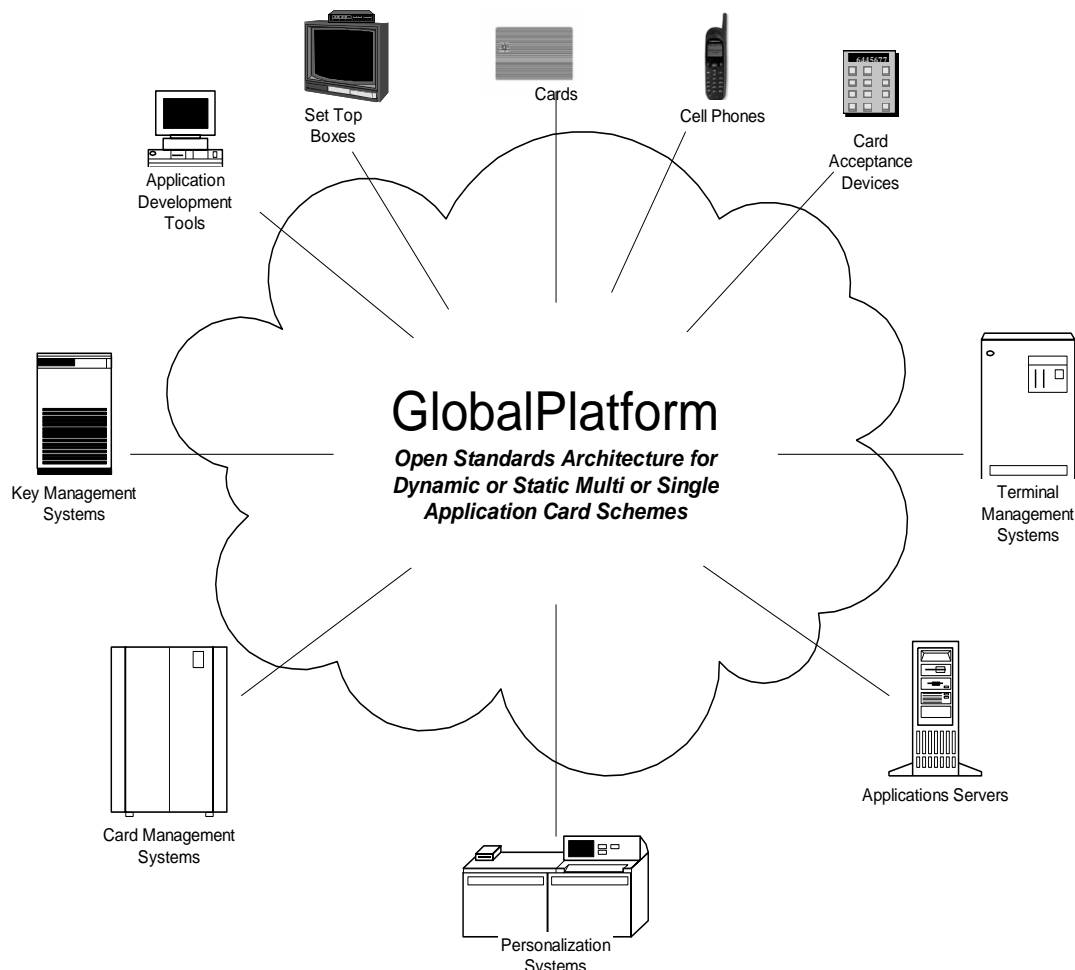 Set Top
Boxes
Cards
Cell Phones
6445677
Card
Acceptance
Devices
Application
Development
Tools
GlobalPlatform
Open Standards Architecture for
Dynamic or Static Multi or Single
Application Card Schemes
Key Management
Systems
Terminal
Management
Systems
Card Management
Systems
Applications Servers
Personalization
Systems